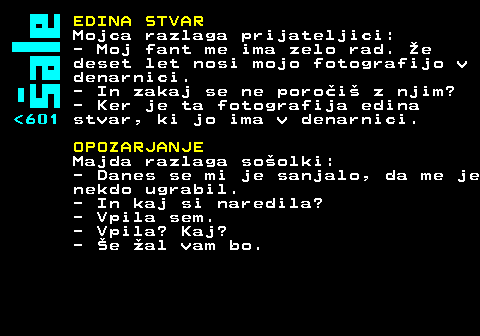 šale
<601
EDINA STVAR
Mojca razlaga prijateljici:
- Moj fant me ima zelo rad. Že
deset let nosi mojo fotografijo v
denarnici.
- In zakaj se ne poročiš z njim?
- Ker je ta fotografija edina
stvar, ki jo ima v denarnici.
OPOZARJANJE
Majda razlaga sošolki:
- Danes se mi je sanjalo, da me je
nekdo ugrabil.
- In kaj si naredila?
- Vpila sem.
- Vpila? Kaj?
- Še žal vam bo.